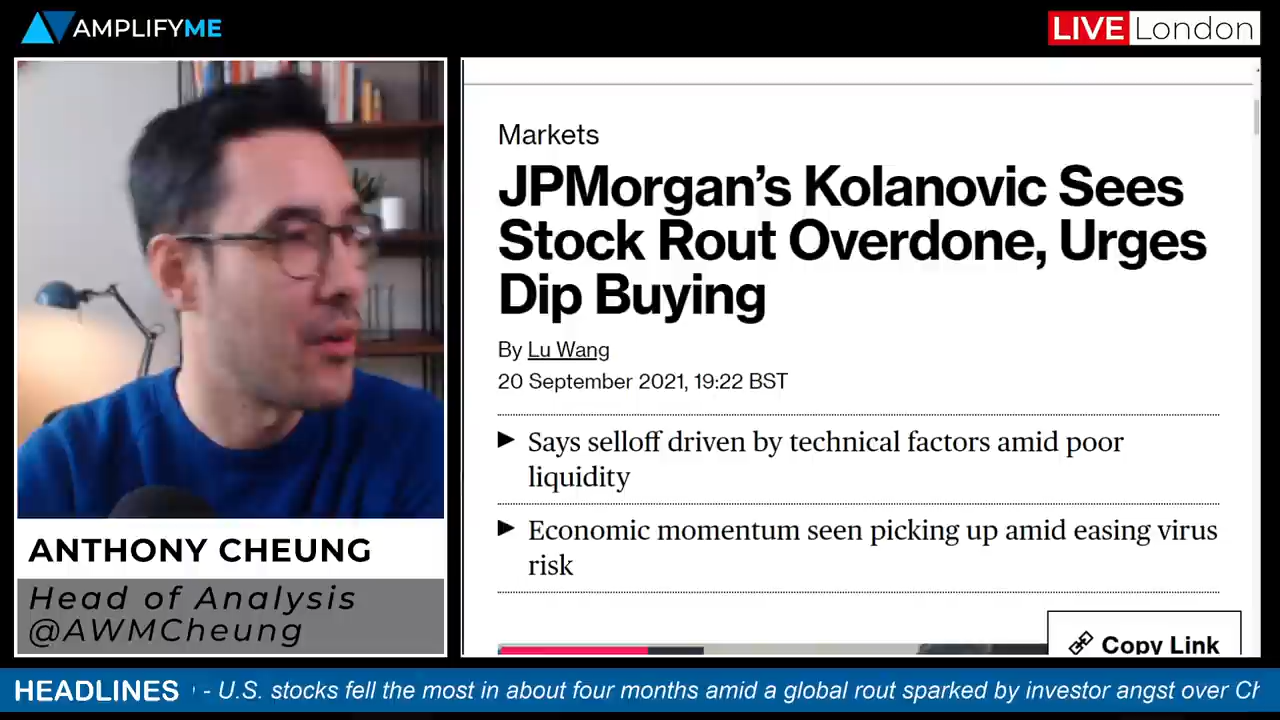 AMPLIFYME
LIVE London
Markets
JPMorgan's Kolanovic Sees
Stock Rout Overdone, Urges
Dip Buying
By Lu Wang
20 September 2021, 19:22 BST
Says selloff driven by technical factors amid poor
liquidity
Economic momentum seen picking up amid easing virus
risk
Copy Link
ANTHONY CHEUNG
Head of Analysis
@AWMCheung
HEADLINES - U.S. stocks fell the most in about four months amid a global rout sparked by investor angst over Ch